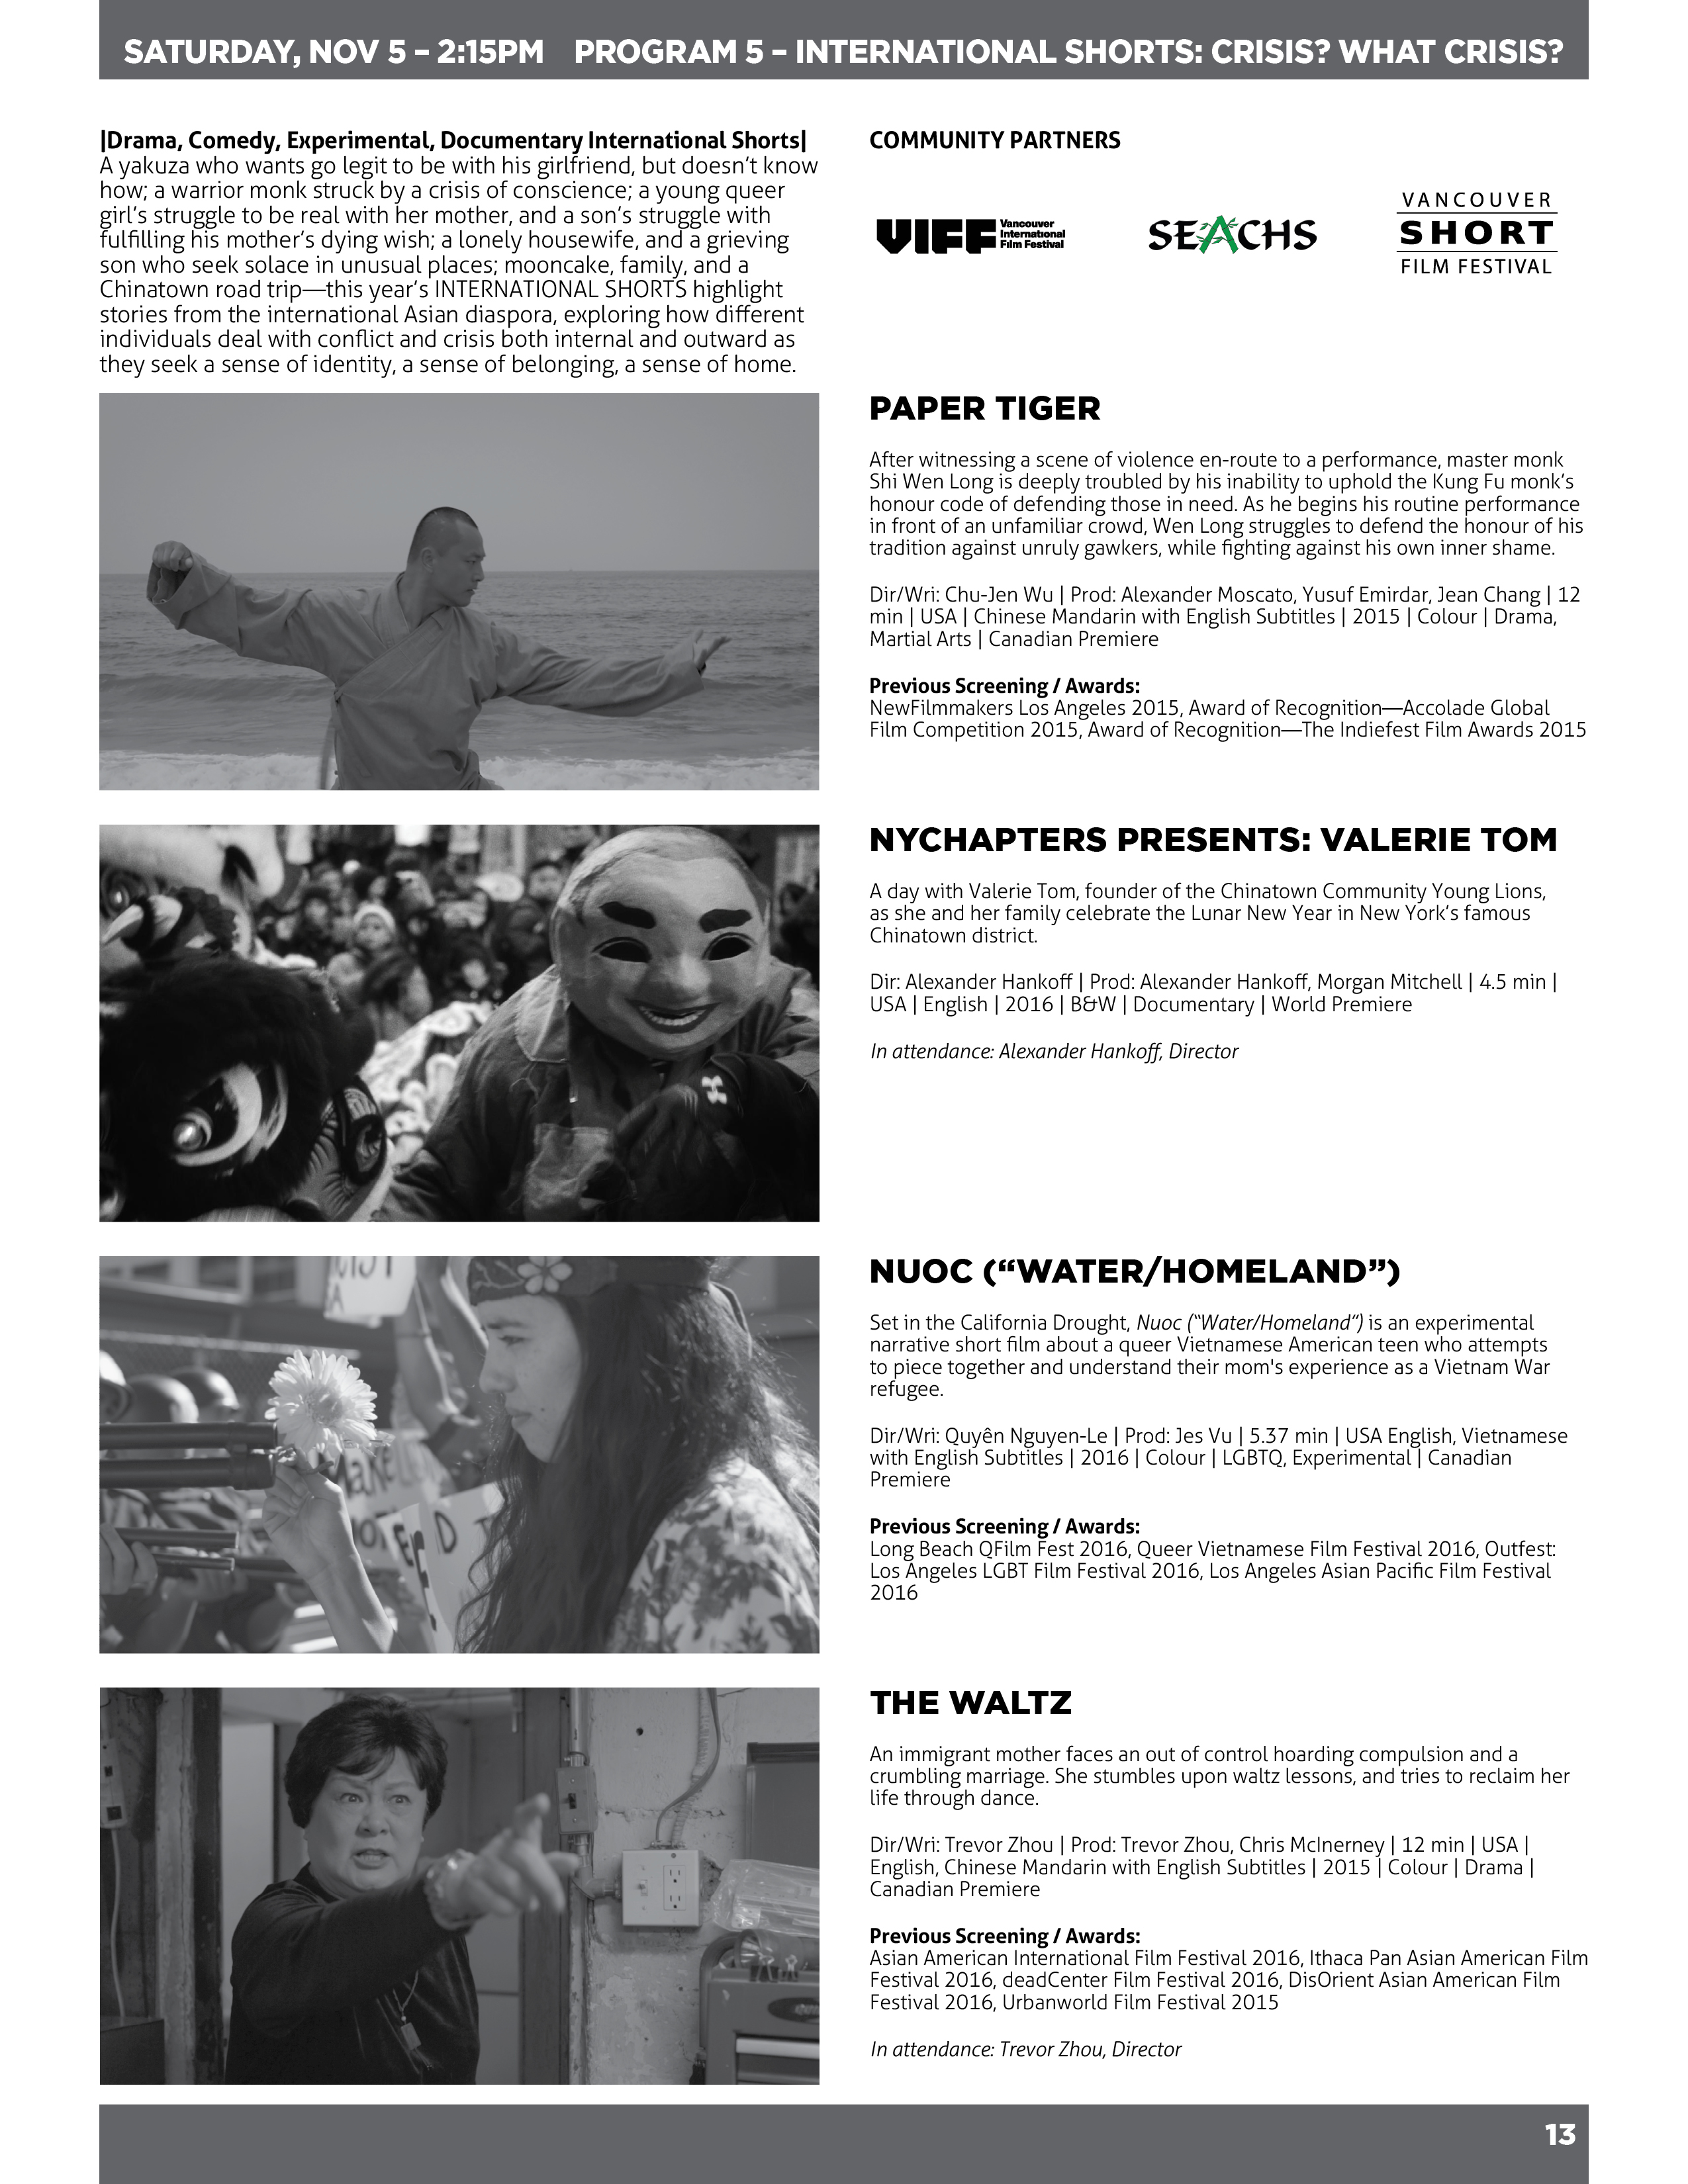 SATURDAY, NOV 5 – 2:15PM PROGRAM 5 – INTERNATIONAL SHORTS: CRISIS? WHAT CRISIS?
|Drama, Comedy, Experimental, Documentary International Shorts|
A yakuza who wants go legit to be with his girlfriend, but doesn’t know
how; a warrior monk struck by a crisis of conscience; a young queer
girl’s struggle to be real with her mother, and a son’s struggle with
fulfilling his mother’s dying wish; a lonely housewife, and a grieving
son who seek solace in unusual places; mooncake, family, and a
Chinatown road trip—this year’s INTERNATIONAL SHORTS highlight
stories from the international Asian diaspora, exploring how different
individuals deal with conflict and crisis both internal and outward as
they seek a sense of identity, a sense of belonging, a sense of home.
COMMUNITY PARTNERS
VIFF Vancouver
International
Film Festival
SEACHS
VANCOUVER
SHORT
FILM FESTIVAL
PAPER TIGER
After witnessing a scene of violence en-route to a performance, master monk
Shi Wen Long is deeply troubled by his inability to uphold the Kung Fu monk’s
honour code of defending those in need. As he begins his routine performance
in front of an unfamiliar crowd, Wen Long struggles to defend the honour of his
tradition against unruly gawkers, while fighting against his own inner shame.
Dir/Wri: Chu-Jen Wu | Prod: Alexander Moscato, Yusuf Emirdar, Jean Chang | 12
min | USA | Chinese Mandarin with English Subtitles | 2015 | Colour | Drama,
Martial Arts | Canadian Premiere
Previous Screening / Awards:
NewFilmmakers Los Angeles 2015, Award of Recognition—Accolade Global
Film Competition 2015, Award of Recognition—The Indiefest Film Awards 2015
NYCHAPTERS PRESENTS: VALERIE TOM
A day with Valerie Tom, founder of the Chinatown Community Young Lions,
as she and her family celebrate the Lunar New Year in New York’s famous
Chinatown district.
Dir: Alexander Hankoff | Prod: Alexander Hankoff, Morgan Mitchell | 4.5 min |
USA | English | 2016 | B&W | Documentary | World Premiere
In attendance: Alexander Hankoff, Director
NUOC (“WATER/HOMELAND”)
Set in the California Drought, Nuoc (“Water/Homeland”) is an experimental
narrative short film about a queer Vietnamese American teen who attempts
to piece together and understand their mom's experience as a Vietnam War
refugee.
Dir/Wri: Quyên Nguyen-Le | Prod: Jes Vu | 5.37 min | USA English, Vietnamese
with English Subtitles | 2016 | Colour | LGBTQ, Experimental | Canadian
Premiere
Previous Screening / Awards:
Long Beach QFilm Fest 2016, Queer Vietnamese Film Festival 2016, Outfest:
Los Angeles LGBT Film Festival 2016, Los Angeles Asian Pacific Film Festival
2016
THE WALTZ
An immigrant mother faces an out of control hoarding compulsion and a
crumbling marriage. She stumbles upon waltz lessons, and tries to reclaim her
life through dance.
Dir/Wri: Trevor Zhou | Prod: Trevor Zhou, Chris McInerney | 12 min | USA |
English, Chinese Mandarin with English Subtitles | 2015 | Colour | Drama |
Canadian Premiere
Previous Screening / Awards:
Asian American International Film Festival 2016, Ithaca Pan Asian American Film
Festival 2016, deadCenter Film Festival 2016, DisOrient Asian American Film
Festival 2016, Urbanworld Film Festival 2015
In attendance: Trevor Zhou, Director
13